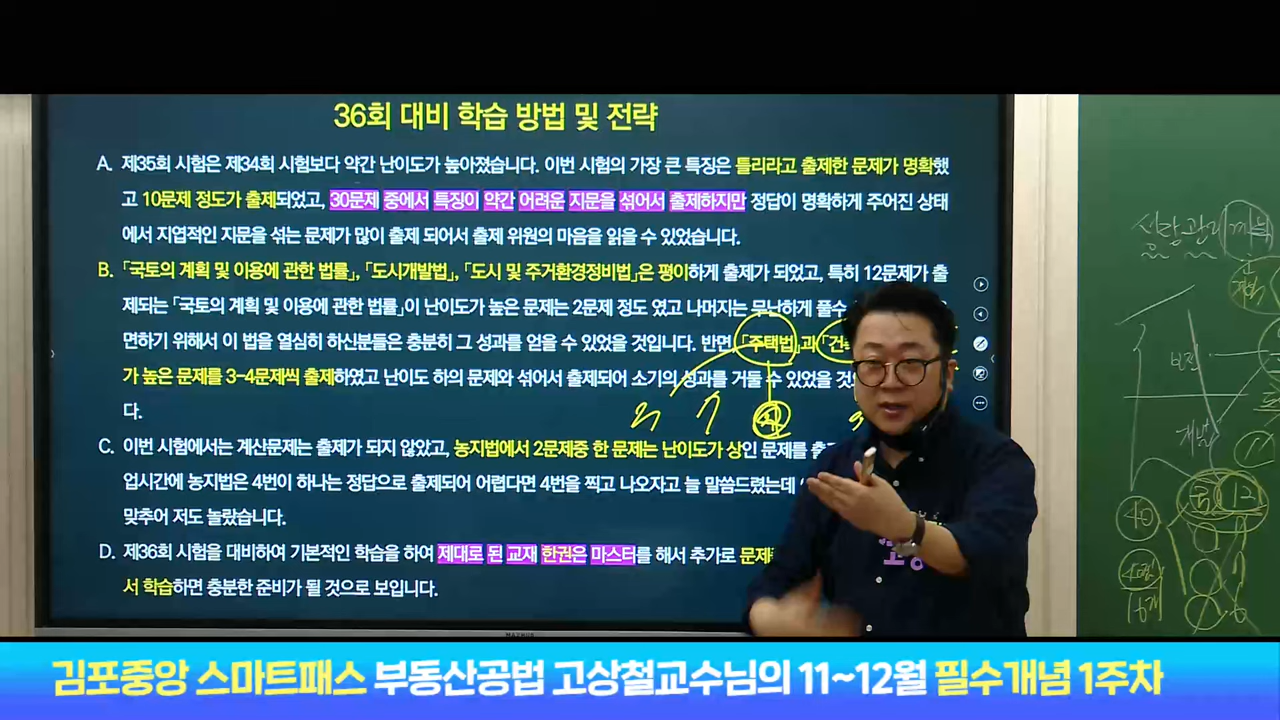 36회 대비 학습 방법 및 전략
A. 제35회 시험은 제34회 시험보다 약간 난이도가 높아졌습니다. 이번 시험의 가장 큰 특징은 틀리라고 출제한 문제가 명확했
고 10문제 정도가 출제되었고, 30문제 중에서 특징이 약간 어려운 지문을 섞어서 출제하지만 정답이 명확하게 주어진 상태
에서 지엽적인 지문을 섞는 문제가 많이 출제 되어서 출제 위원의 마음을 읽을 수 있었습니다.
B. 「국토의 계획 및 이용에 관한 법률」, 「도시개발법」, 「도시 및 주거환경정비법」은 평이하게 출제가 되었고, 특히 12문제가 출
제되는 「국토의 계획 및 이용에 관한 법률」이 난이도가 높은 문제는 2문제 정도 였고 나머지는 무난하게 풀수
면하기 위해서 이 법을 열심히 하신분들은 충분히 그 성과를 얻을 수 있었을 것입니다. 반면, 「주택법」과 「건축
가 높은 문제를 3-4문제씩 출제하였고 난이도 하의 문제와 섞어서 출제되어 소기의 성과를 거둘 수 있었을
다.
C. 이번 시험에서는 계산문제는 출제가 되지 않았고, 농지법에서 2문제중 한 문제는 난이도가 상인 문제를
업시간에 농지법은 4번이 하나는 정답으로 출제되어 어렵다면 4번을 찍고 나오자고 늘 말씀드렸는데
맞추어 저도 놀랐습니다.
D. 제36회 시험을 대비하여 기본적인 학습을 하여 제대로 된 교재 한권은 마스터를 해서 추가로 문제
서 학습하면 충분한 준비가 될 것으로 보입니다.
40
12
김포중앙 스마트패스 부동산공법 고상철교수님의 11~12월 필수개념 1주차